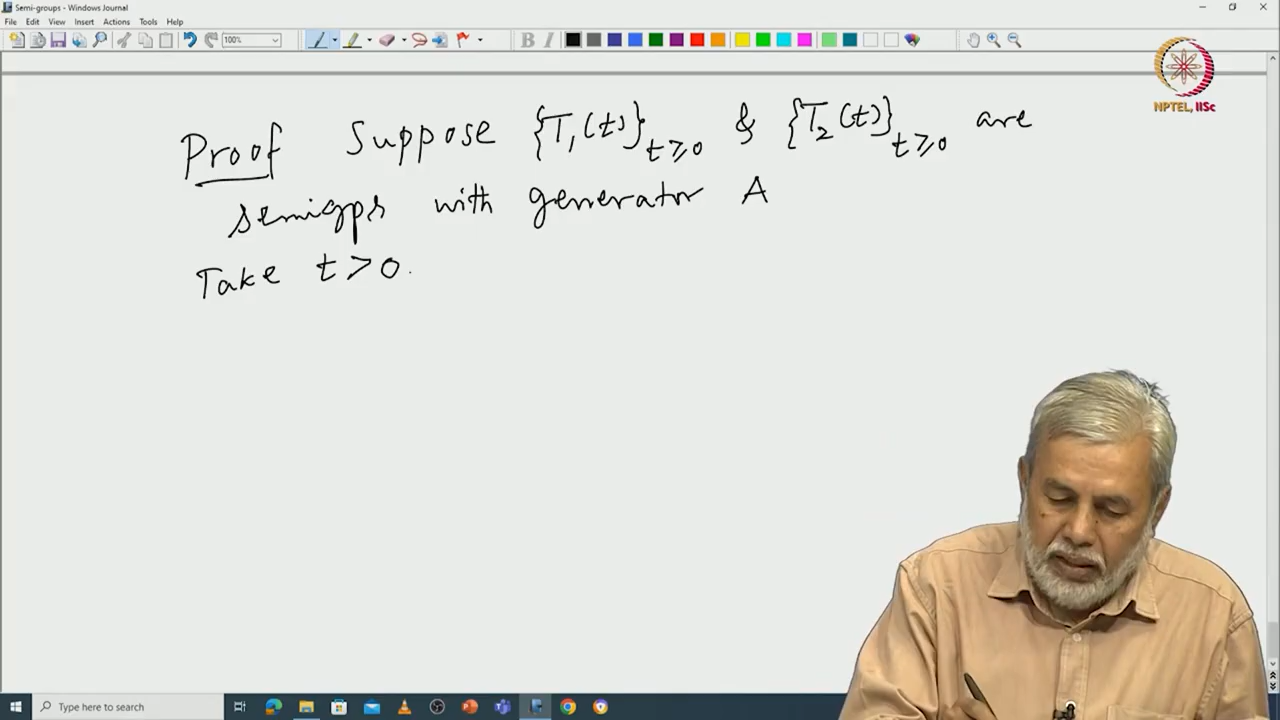 Semi-groups - Windows Journal
File Edit View Insert Actions Tools Help
100%
B I
NPTEL, IISc
Proof Suppose {T₁(t)}t≥0 & {T₂(t)}t≥0 are
semigps with generator A
Take t>0.
Type here to search